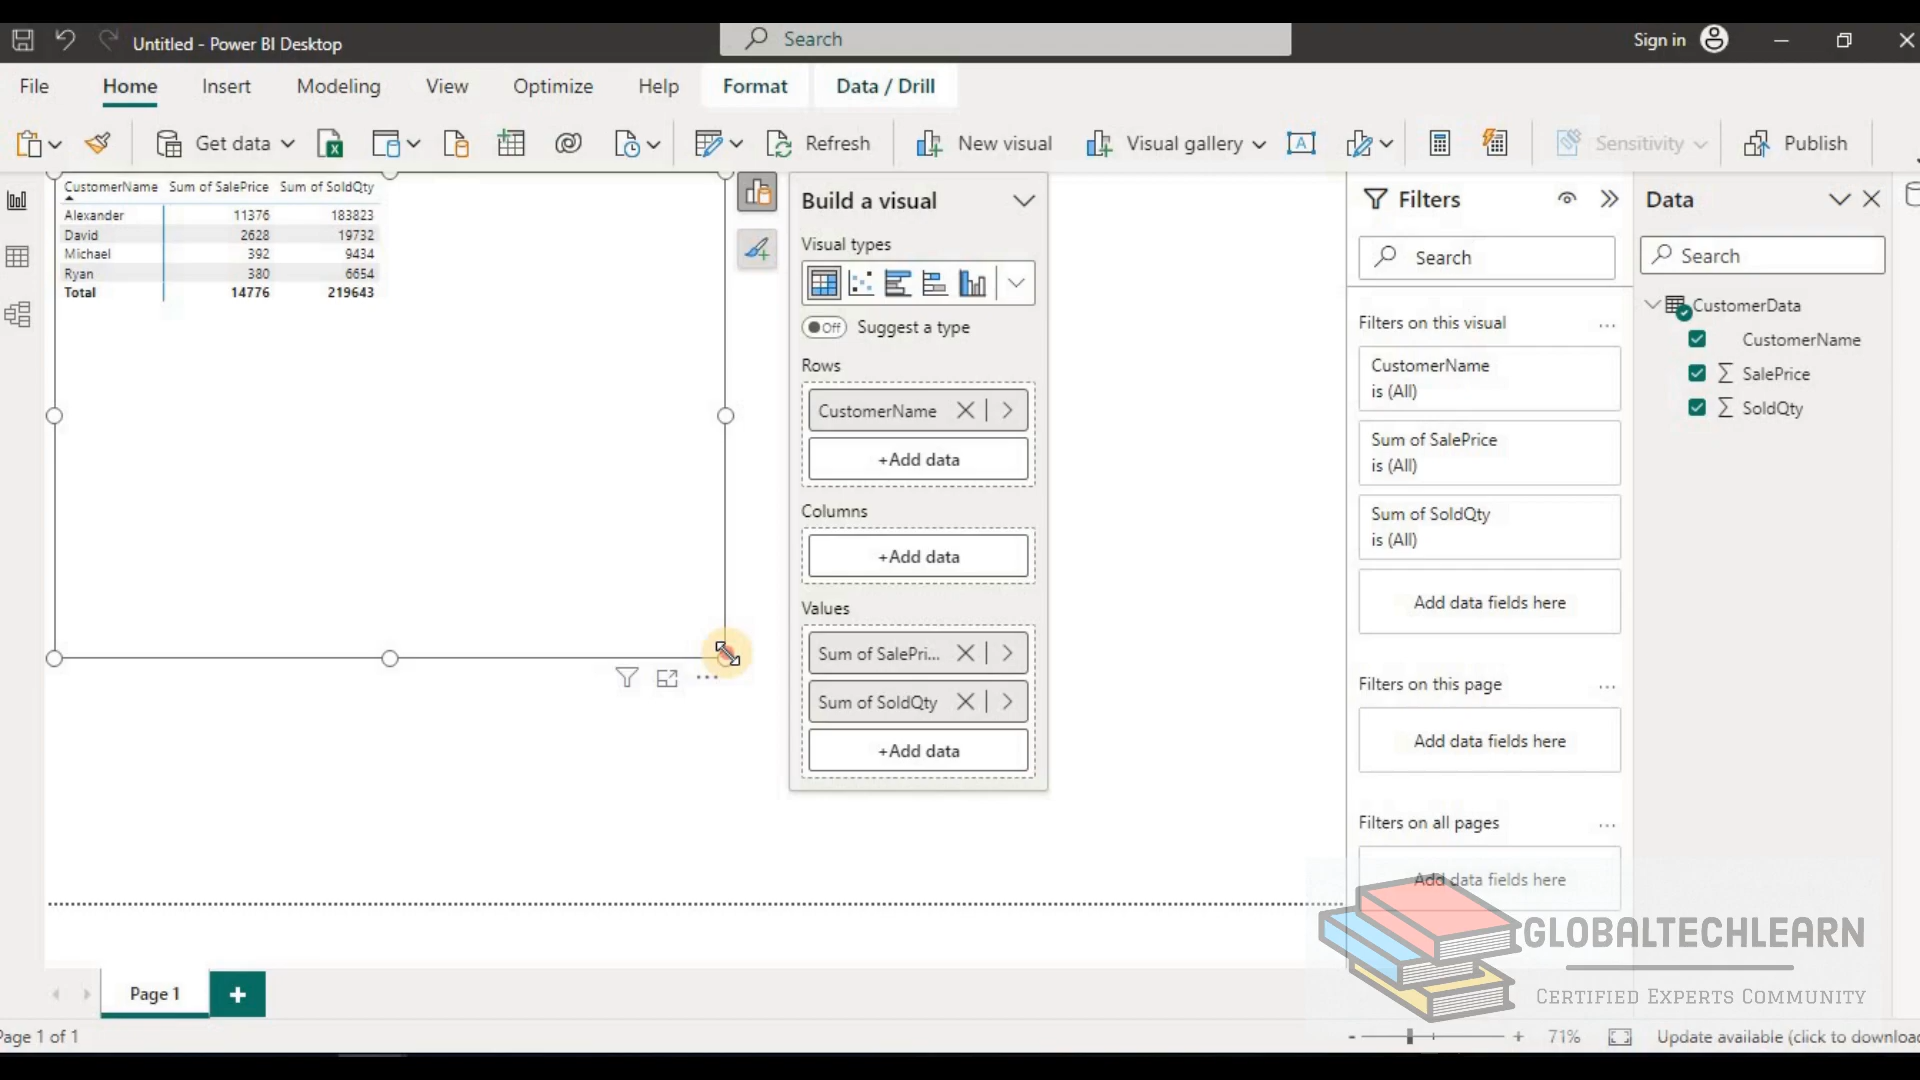 Untitled - Power BI Desktop
Search
Sign in
File Home Insert Modeling View Optimize Help Format Data / Drill
Get data Refresh New visual Visual gallery Sensitivity Publish
CustomerName Sum of SalePrice Sum of SoldQty
Alexander 11376 183823
David 2628 19732
Michael 392 9434
Ryan 380 6654
Total 14776 219643
Build a visual
Visual types
Off Suggest a type
Rows
CustomerName
+Add data
Columns
+Add data
Values
Sum of SalePri...
Sum of SoldQty
+Add data
Filters
Search
Filters on this visual
CustomerName
is (All)
Sum of SalePrice
is (All)
Sum of SoldQty
is (All)
Add data fields here
Filters on this page
Add data fields here
Filters on all pages
Add data fields here
Data
Search
CustomerData
CustomerName
SalePrice
SoldQty
GLOBALTECHLEARN
CERTIFIED EXPERTS COMMUNITY
Page 1
Page 1 of 1
71%
Update available (click to downloa